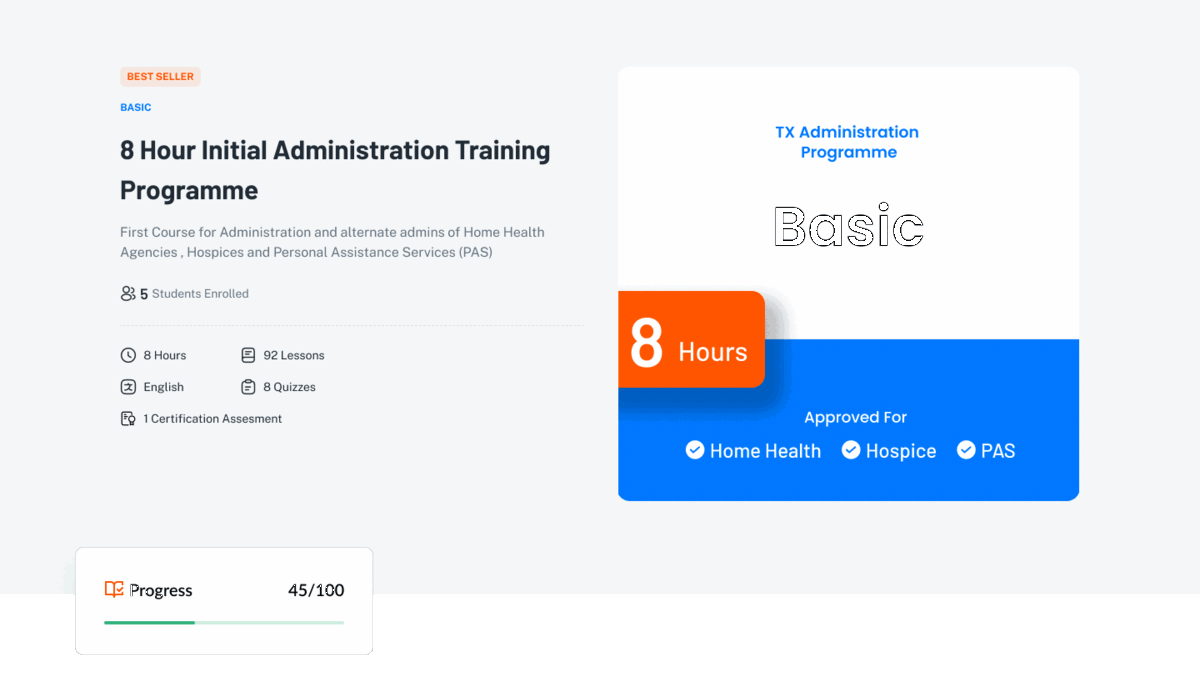 BEST SELLER
BASIC
8 Hour Initial Administration Training
Programme
First Course for Administration and alternate admins of Home Health
Agencies , Hospices and Personal Assistance Services (PAS)
5 Students Enrolled
8 Hours
92 Lessons
English
8 Quizzes
1 Certification Assesment
TX Administration
Programme
Basic
8 Hours
Approved For
Home Health Hospice PAS
Progress 45/100